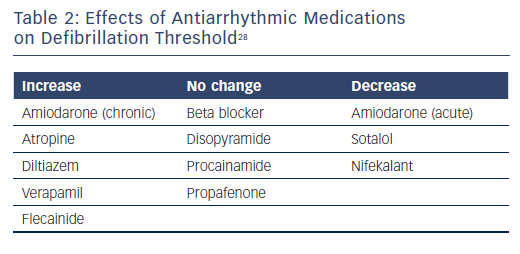 Table 2: Effects of Antiarrhythmic Medications
on Defibrillation Threshold28
Increase No change Decrease
Amiodarone (chronic) Beta blocker Amiodarone (acute)
Atropine Disopyramide Sotalol
Diltiazem Procainamide Nifekalant
Verapamil Propafenone
Flecainide